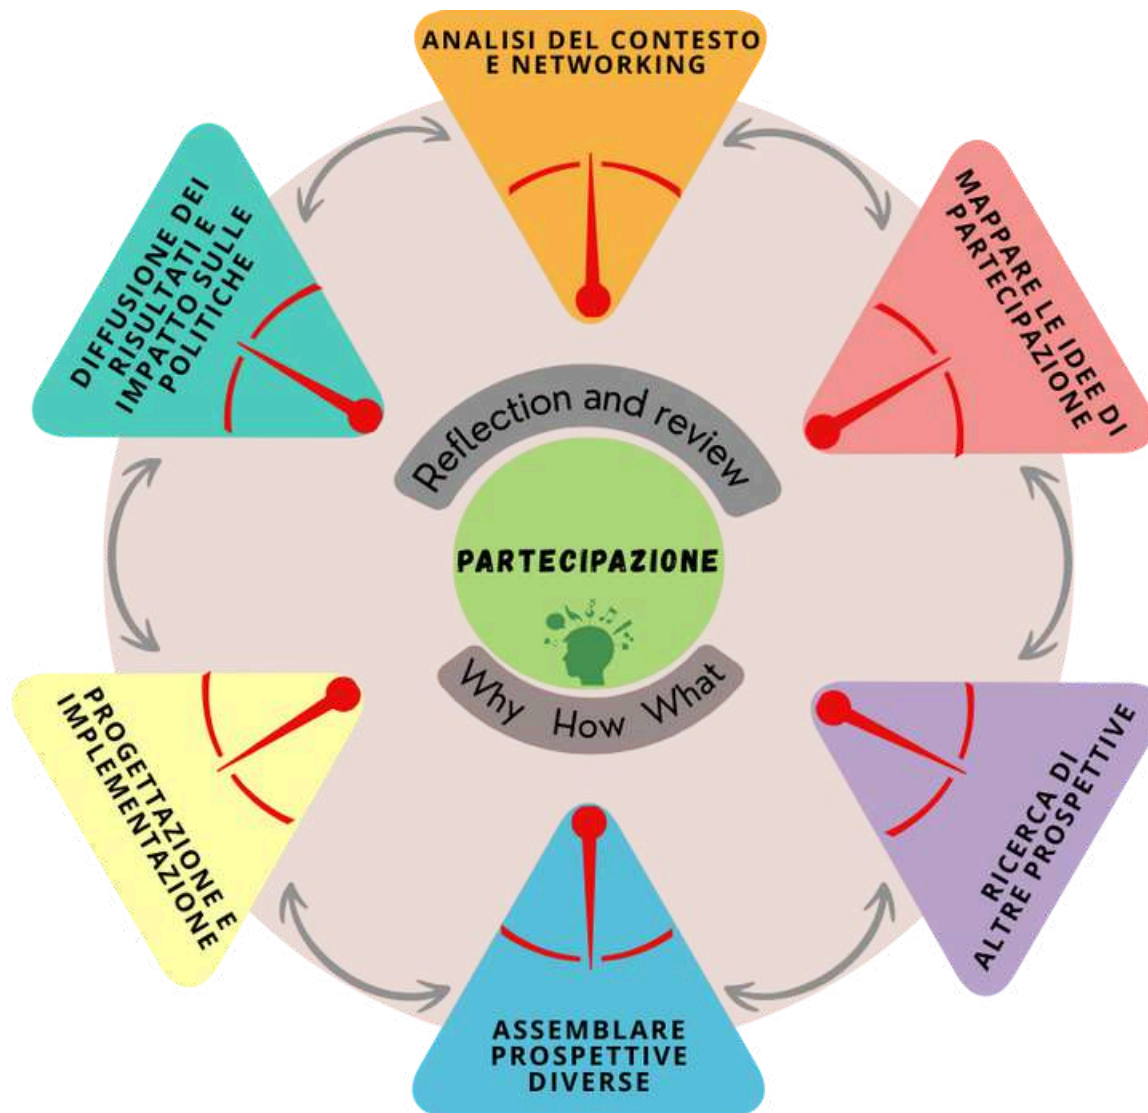 ANALISI DEL CONTESTO
E NETWORKING
MAPPARE LE IDEE DI
PARTECIPAZIONE
RICERCA DI
ALTRE PROSPETTIVE
ASSEMBLARE
PROSPETTIVE
DIVERSE
PROGETTAZIONE E
IMPLEMENTAZIONE
DIFFUSIONE DEI
RISULTATI E
IMPATTO SULLE
POLITICHE
Reflection and review
PARTECIPAZIONE
Why How What